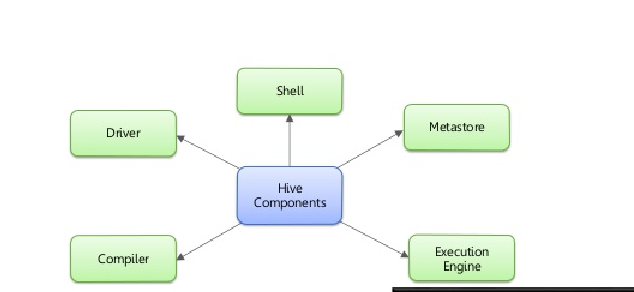 Shell
Driver
Metastore
Hive
Components
Compiler
Execution
Engine